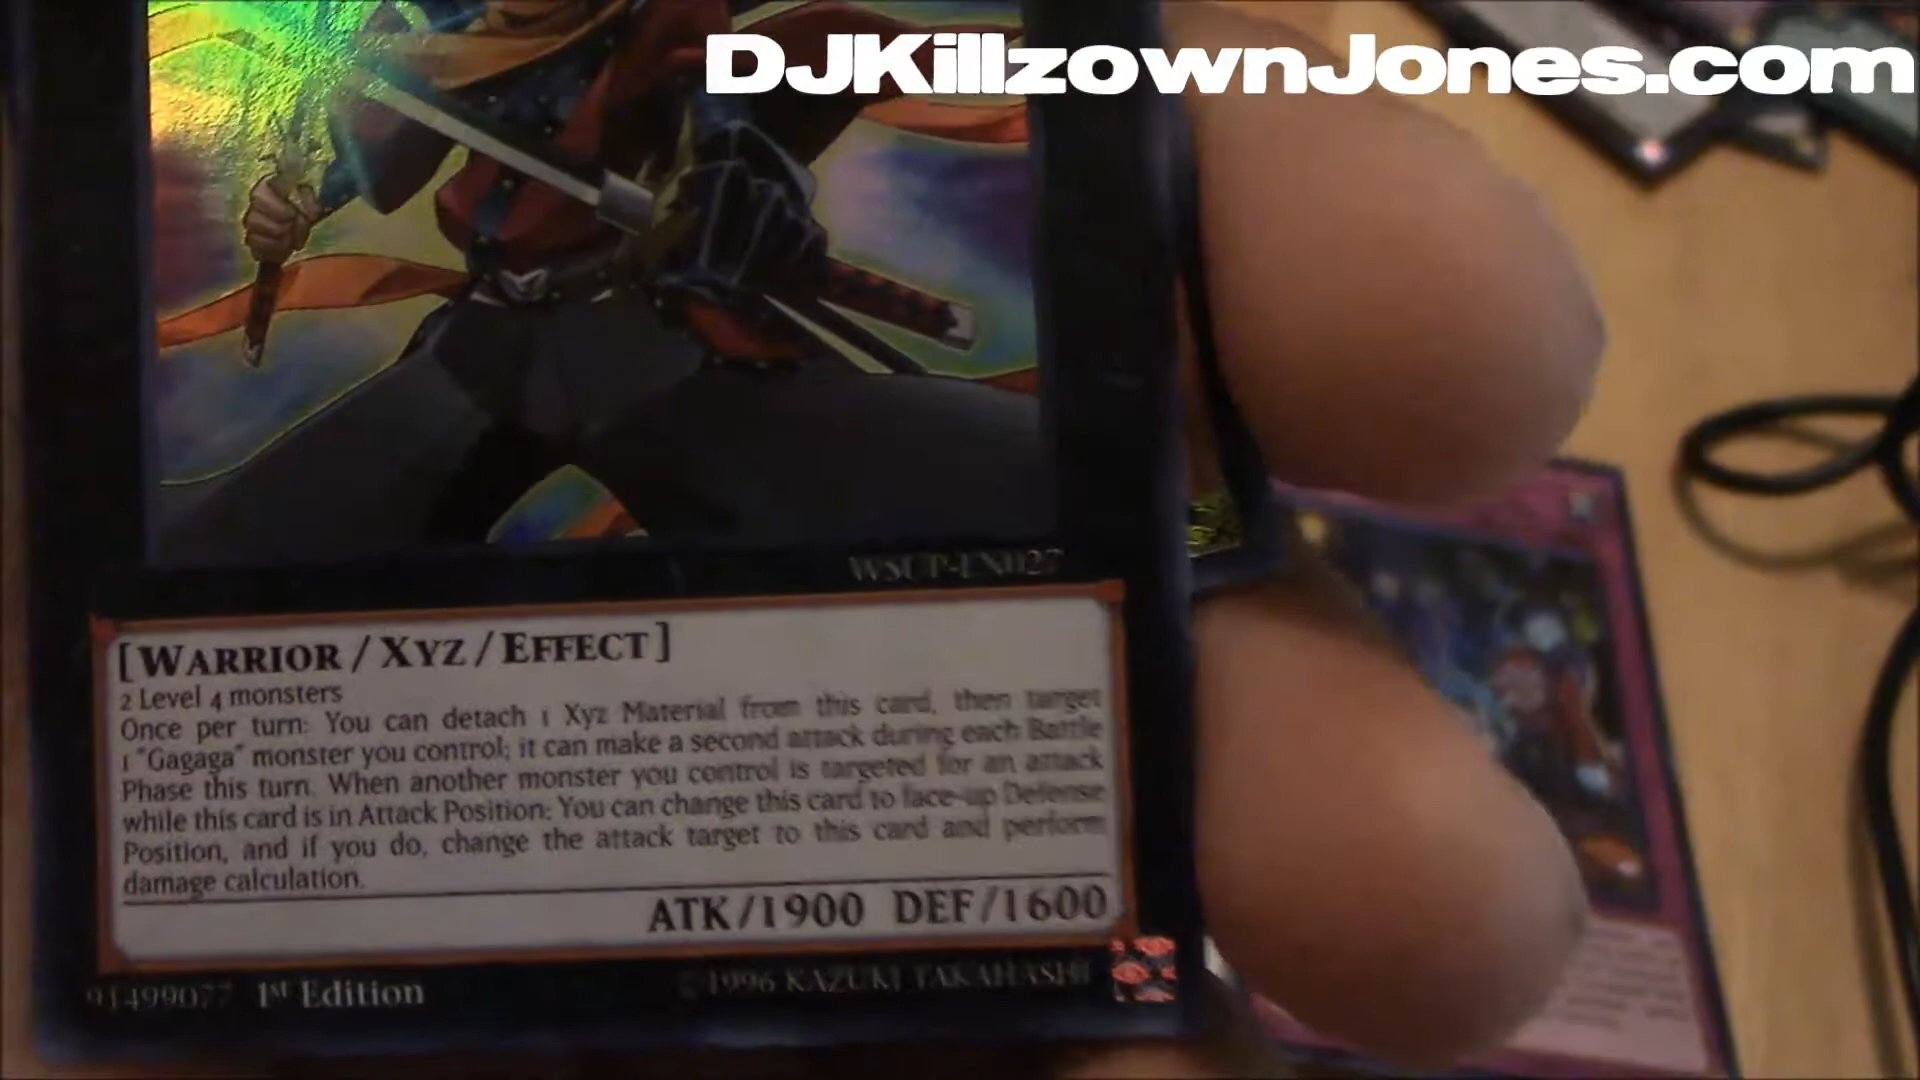 DJKillzownJones.com
WSUP-EN027
[WARRIOR / XYZ / EFFECT]
2 Level 4 monsters
Once per turn: You can detach 1 Xyz Material from this card, then target
1 "Gagaga" monster you control; it can make a second attack during each Battle
Phase this turn. When another monster you control is targeted for an attack
while this card is in Attack Position: You can change this card to face-up Defense
Position, and if you do, change the attack target to this card and perform
damage calculation.
ATK/1900 DEF/1600
91499077 1st Edition
©1996 KAZUKI TAKAHASHI